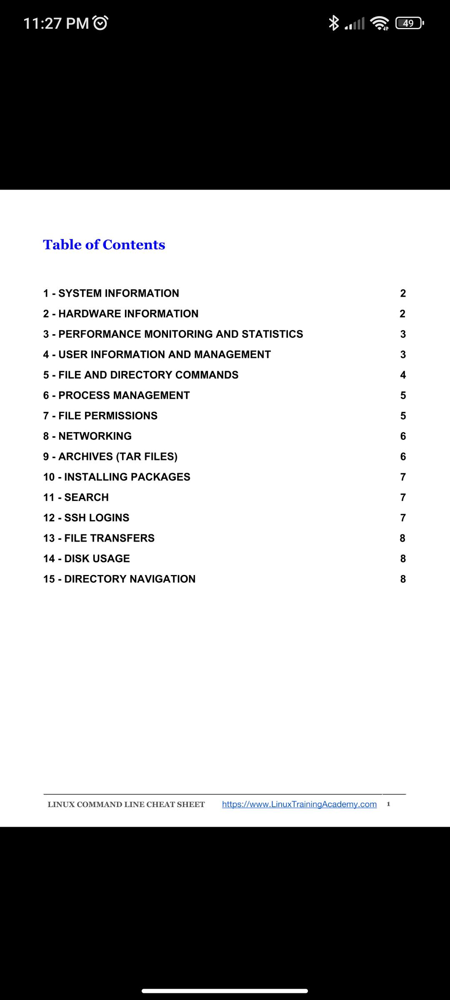 11:27 PM 49
Table of Contents
1 - SYSTEM INFORMATION 2
2 - HARDWARE INFORMATION 2
3 - PERFORMANCE MONITORING AND STATISTICS 3
4 - USER INFORMATION AND MANAGEMENT 3
5 - FILE AND DIRECTORY COMMANDS 4
6 - PROCESS MANAGEMENT 5
7 - FILE PERMISSIONS 5
8 - NETWORKING 6
9 - ARCHIVES (TAR FILES) 6
10 - INSTALLING PACKAGES 7
11 - SEARCH 7
12 - SSH LOGINS 7
13 - FILE TRANSFERS 8
14 - DISK USAGE 8
15 - DIRECTORY NAVIGATION 8
LINUX COMMAND LINE CHEAT SHEET https://www.LinuxTrainingAcademy.com 1